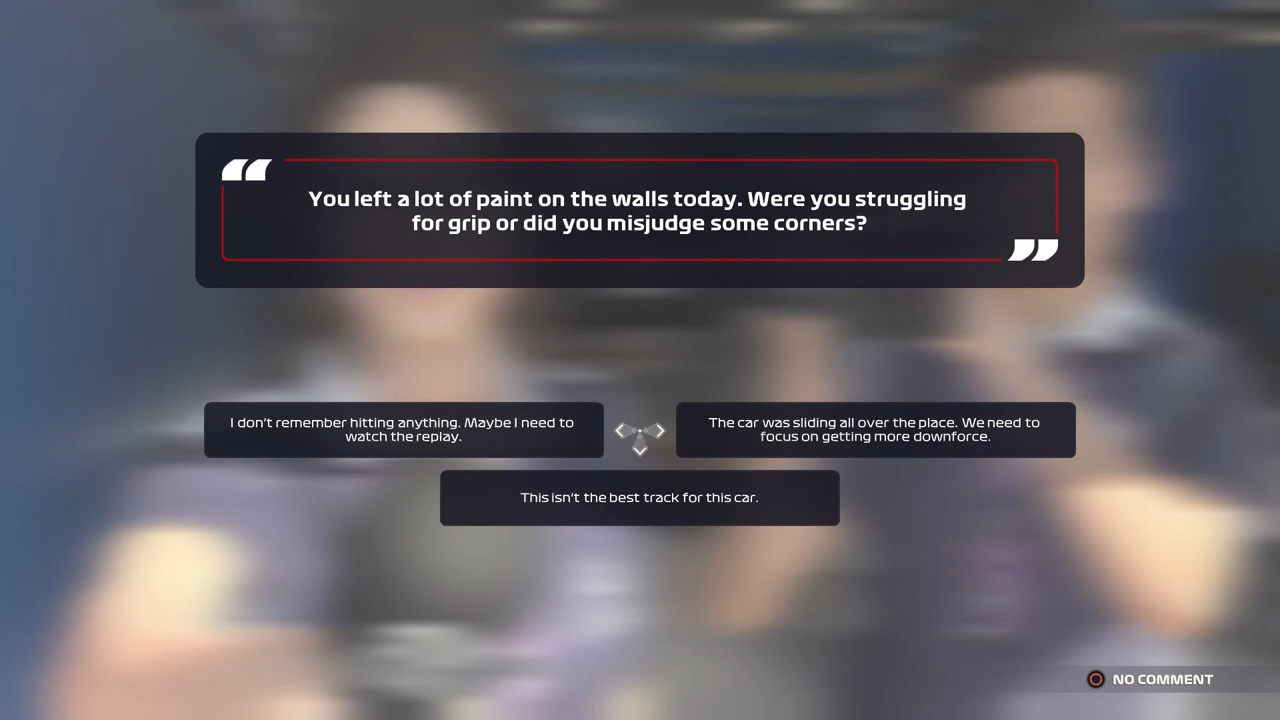 You left a lot of paint on the walls today. Were you struggling
for grip or did you misjudge some corners?
I don't remember hitting anything. Maybe I need to
watch the replay.
The car was sliding all over the place. We need to
focus on getting more downforce.
This isn't the best track for this car.
NO COMMENT